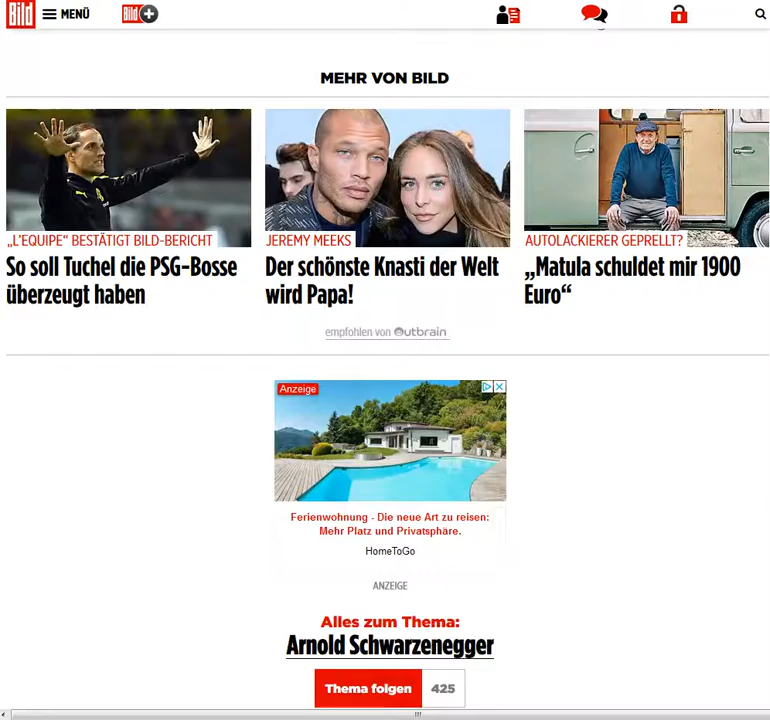 Bild
MENÜ
Bild +
MEHR VON BILD
„L'EQUIPE“ BESTÄTIGT BILD-BERICHT
So soll Tuchel die PSG-Bosse
überzeugt haben
JEREMY MEEKS
Der schönste Knasti der Welt
wird Papa!
AUTOLACKIERER GEPRELLT?
„Matula schuldet mir 1900
Euro“
empfohlen von Outbrain
Anzeige
Ferienwohnung - Die neue Art zu reisen:
Mehr Platz und Privatsphäre.
HomeToGo
ANZEIGE
Alles zum Thema:
Arnold Schwarzenegger
Thema folgen 425